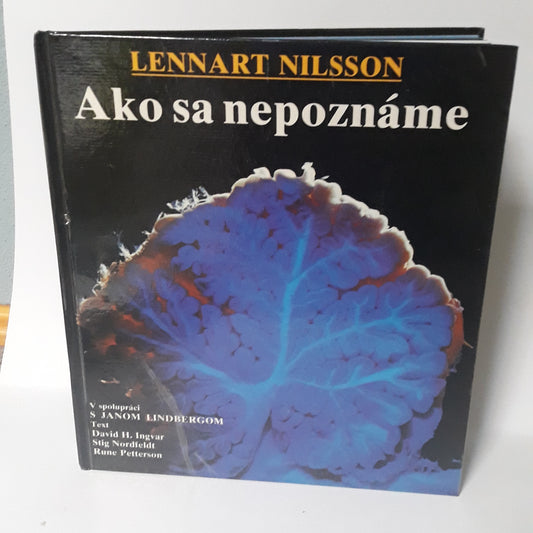 LENNART NILSSON
Ako sa nepoznáme
V spolupráci
S JANOM LINDBERGOM
Text
David H. Ingvar
Stig Nordfeldt
Rune Petterson